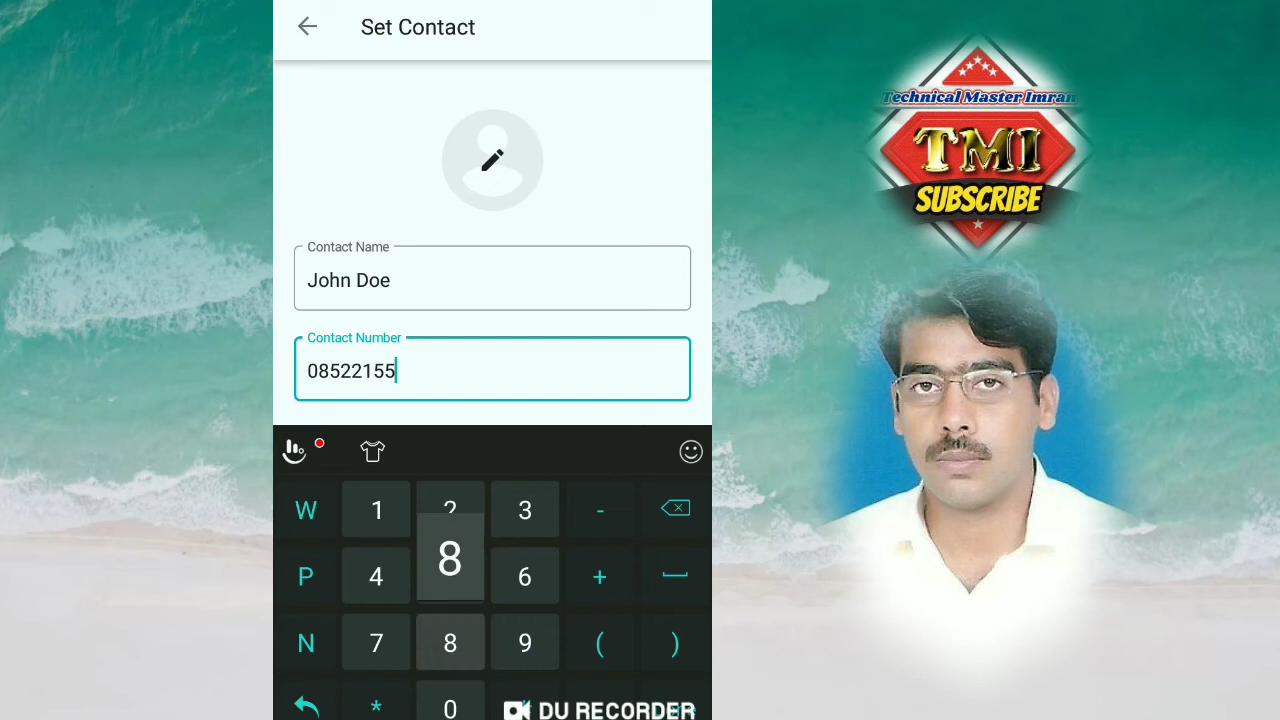 Set Contact
Contact Name
John Doe
Contact Number
08522155
W 1 2 3 -
8
P 4 6 +
N 7 8 9 ( )
* 0
DU RECORDER
Technical Master Imran
TMI
SUBSCRIBE